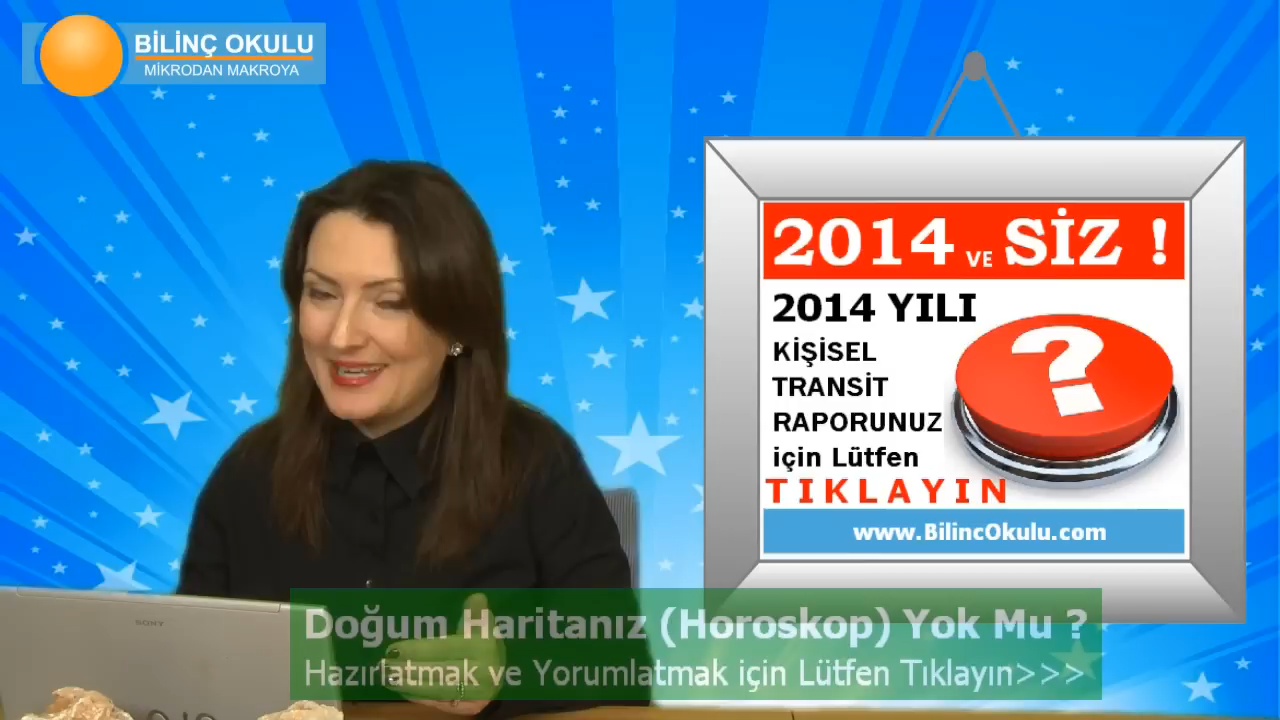 BİLİNÇ OKULU
MİKRODAN MAKROYA
2014 VE SİZ !
2014 YILI
KİŞİSEL
TRANSİT
RAPORUNUZ
için Lütfen
TIKLAYIN
?
www.BilincOkulu.com
Doğum Haritanız (Horoskop) Yok Mu ?
Hazırlatmak ve Yorumlatmak için Lütfen Tıklayın>>>
SONY